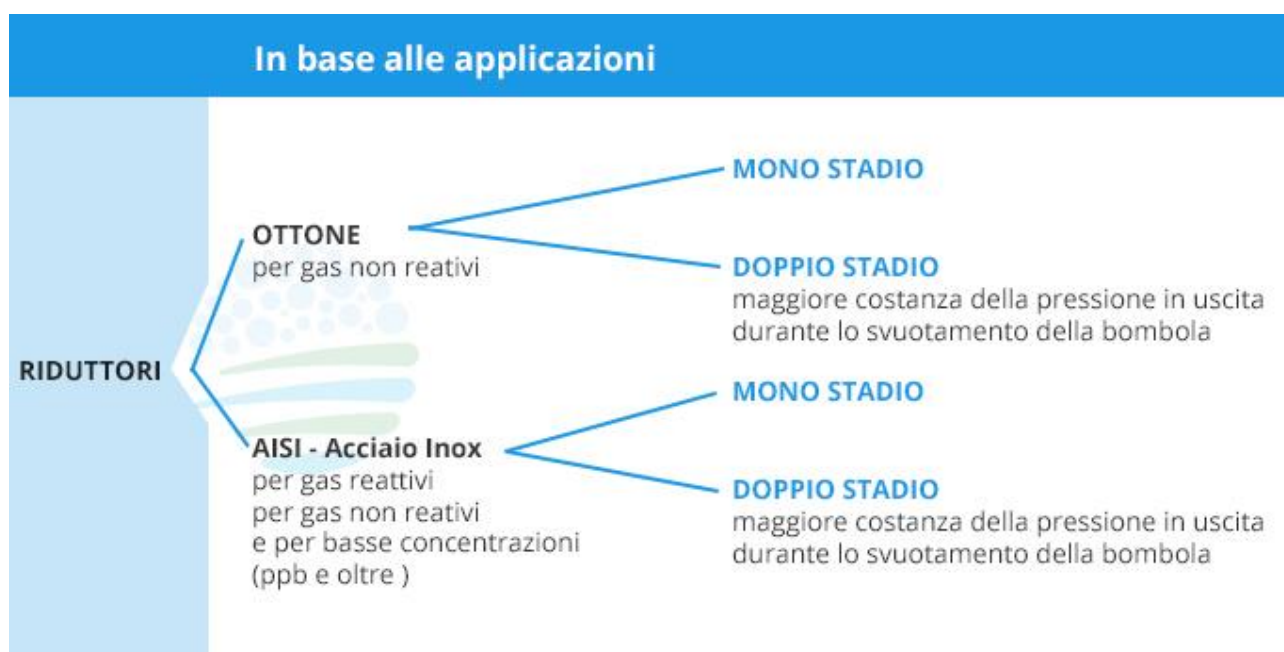 In base alle applicazioni
RIDUTTORI
OTTONE
per gas non reativi
MONO STADIO
DOPPIO STADIO
maggiore costanza della pressione in uscita
durante lo svuotamento della bombola
AISI - Acciaio Inox
per gas reattivi
per gas non reativi
e per basse concentrazioni
(ppb e oltre )
MONO STADIO
DOPPIO STADIO
maggiore costanza della pressione in uscita
durante lo svuotamento della bombola